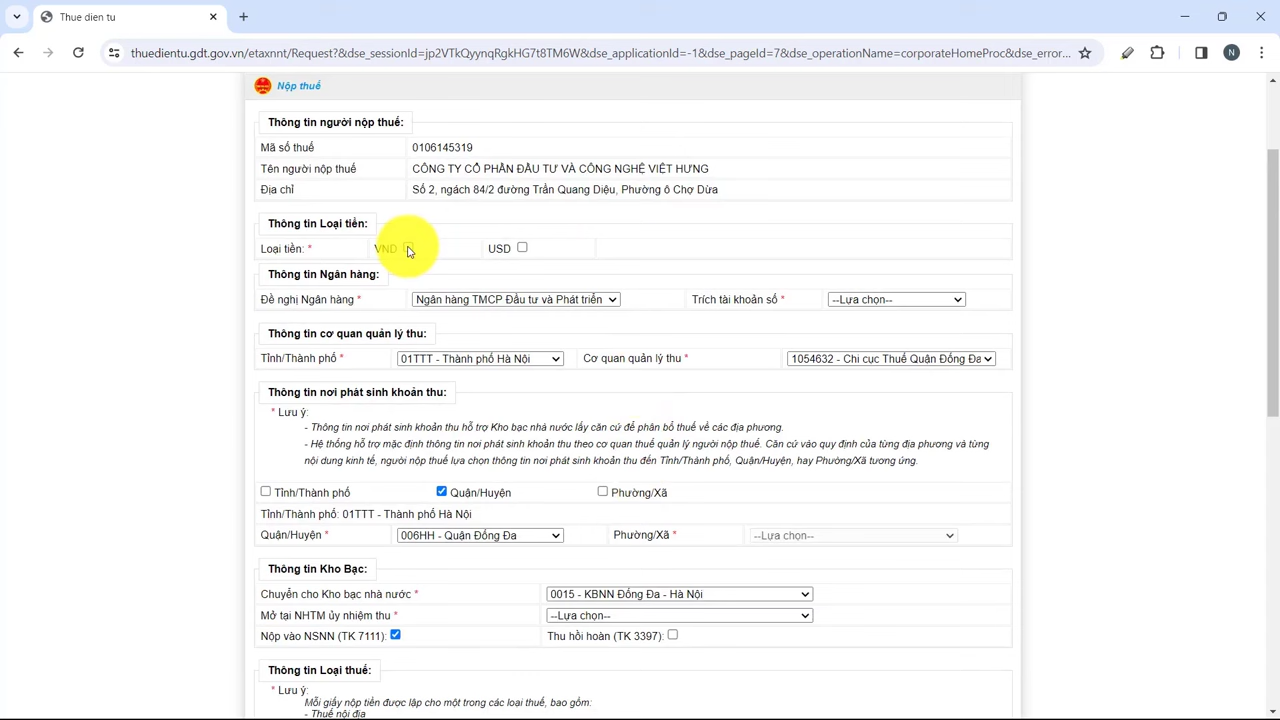 Thue dien tu
thuedientu.gdt.gov.vn/etaxnnt/Request?&dse_sessionId=jp2VTkQyynqRqkHG7t8TM6W&dse_applicationId=-1&dse_pageId=7&dse_operationName=corporateHomeProc&dse_error...
N
Nộp thuế
Thông tin người nộp thuế:
Mã số thuế 0106145319
Tên người nộp thuế CÔNG TY CỔ PHẦN ĐẦU TƯ VÀ CÔNG NGHỆ VIỆT HƯNG
Địa chỉ Số 2, ngách 84/2 đường Trần Quang Diệu, Phường ô Chợ Dừa
Thông tin Loại tiền:
Loại tiền: * VND USD
Thông tin Ngân hàng:
Đề nghị Ngân hàng * Ngân hàng TMCP Đầu tư và Phát triển Trích tài khoản số * --Lựa chọn--
Thông tin cơ quan quản lý thu:
Tỉnh/Thành phố * 01TTT - Thành phố Hà Nội Cơ quan quản lý thu * 1054632 - Chi cục Thuế Quận Đống Đa
Thông tin nơi phát sinh khoản thu:
* Lưu ý:
- Thông tin nơi phát sinh khoản thu hỗ trợ Kho bạc nhà nước lấy căn cứ để phân bổ thuế về các địa phương.
- Hệ thống hỗ trợ mặc định thông tin nơi phát sinh khoản thu theo cơ quan thuế quản lý người nộp thuế. Căn cứ vào quy định của từng địa phương và từng
nội dung kinh tế, người nộp thuế lựa chọn thông tin nơi phát sinh khoản thu đến Tỉnh/Thành phố, Quận/Huyện, hay Phường/Xã tương ứng.
Tỉnh/Thành phố Quận/Huyện Phường/Xã
Tỉnh/Thành phố: 01TTT - Thành phố Hà Nội
Quận/Huyện * 006HH - Quận Đống Đa Phường/Xã * --Lựa chọn--
Thông tin Kho Bạc:
Chuyển cho Kho bạc nhà nước * 0015 - KBNN Đống Đa - Hà Nội
Mở tại NHTM ủy nhiệm thu * --Lựa chọn--
Nộp vào NSNN (TK 7111): Thu hồi hoàn (TK 3397):
Thông tin Loại thuế:
* Lưu ý:
Mỗi giấy nộp tiền được lập cho một trong các loại thuế, bao gồm:
- Thuế nội địa